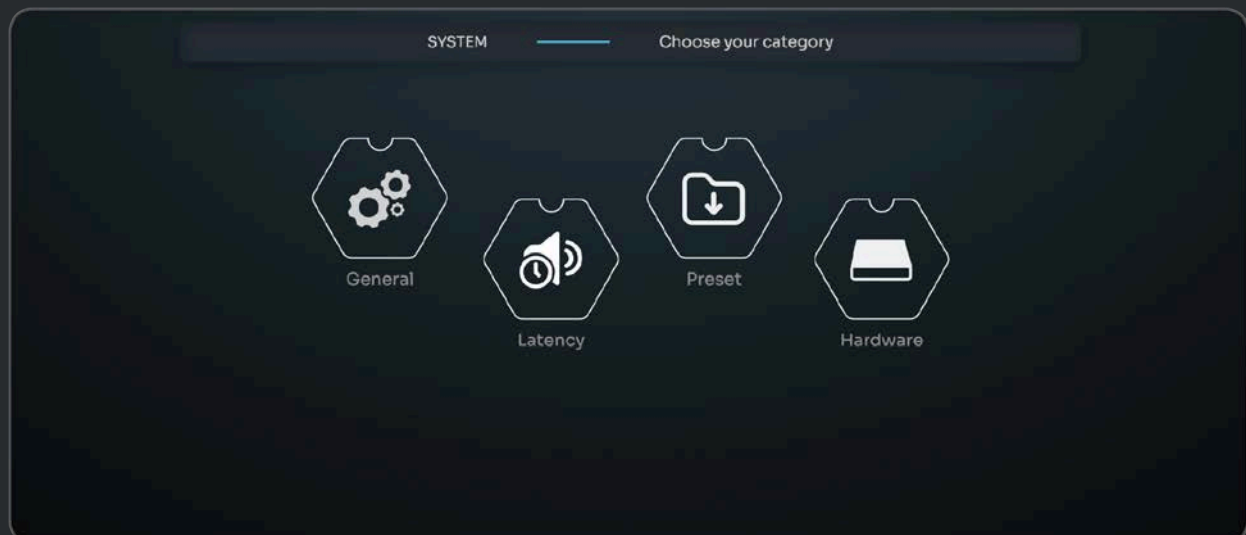 SYSTEM Choose your category
General
Preset
Latency
Hardware